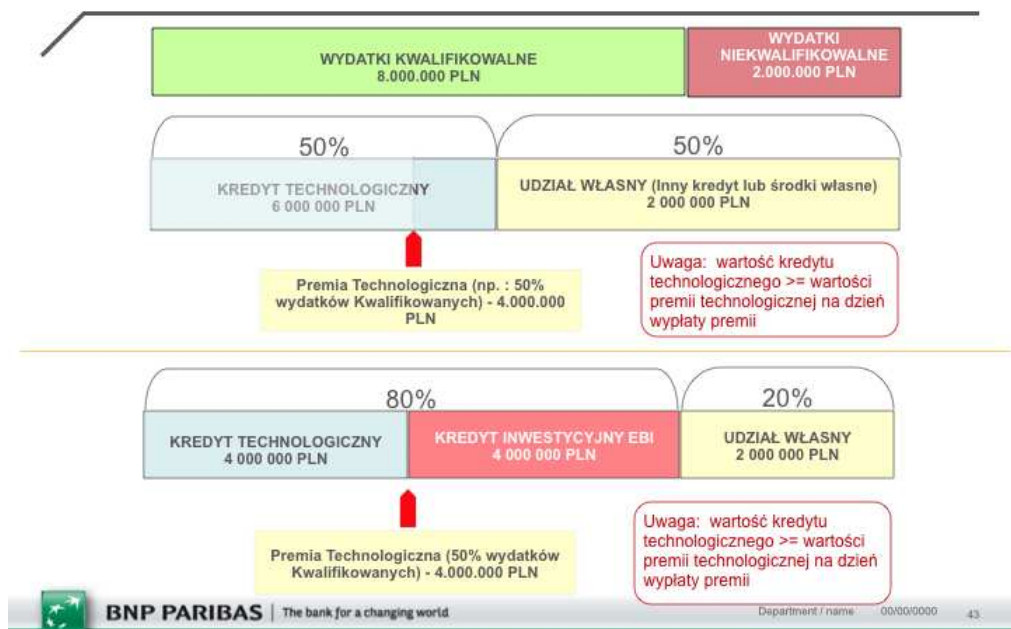 WYDATKI KWALIFIKOWALNE
8.000.000 PLN
WYDATKI
NIEKWALIFIKOWALNE
2.000.000 PLN
50%
50%
KREDYT TECHNOLOGICZNY
6 000 000 PLN
UDZIAŁ WŁASNY (Inny kredyt lub środki własne)
2 000 000 PLN
Premia Technologiczna (np. : 50%
wydatków Kwalifikowanych) - 4.000.000
PLN
Uwaga: wartość kredytu
technologicznego >= wartości
premii technologicznej na dzień
wypłaty premii
80%
20%
KREDYT TECHNOLOGICZNY
4 000 000 PLN
KREDYT INWESTYCYJNY EBI
4 000 000 PLN
UDZIAŁ WŁASNY
2 000 000 PLN
Premia Technologiczna (50% wydatków
Kwalifikowanych) - 4.000.000 PLN
Uwaga: wartość kredytu
technologicznego >= wartości
premii technologicznej na dzień
wypłaty premii
BNP PARIBAS | The bank for a changing world
Department / name 00/00/0000 43